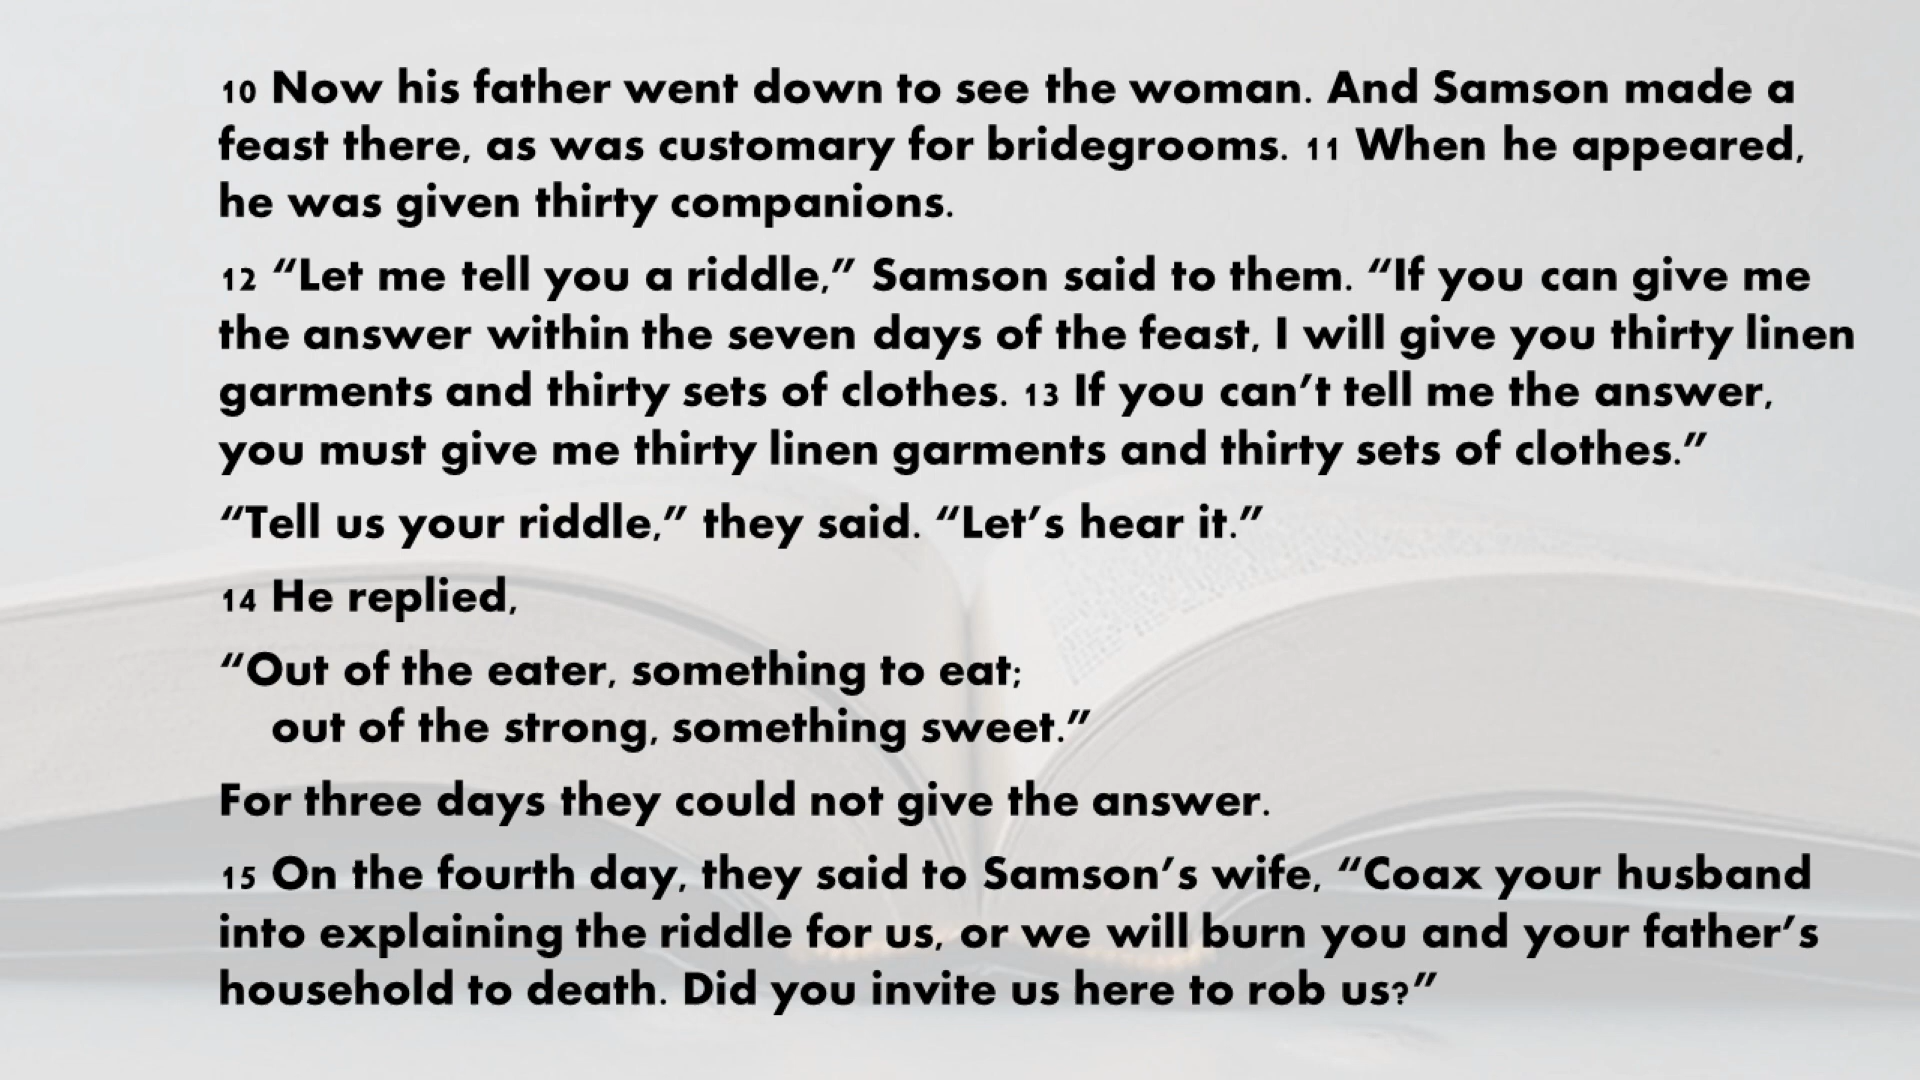 10 Now his father went down to see the woman. And Samson made a
feast there, as was customary for bridegrooms. 11 When he appeared,
he was given thirty companions.
12 “Let me tell you a riddle,” Samson said to them. “If you can give me
the answer within the seven days of the feast, I will give you thirty linen
garments and thirty sets of clothes. 13 If you can’t tell me the answer,
you must give me thirty linen garments and thirty sets of clothes.”
“Tell us your riddle,” they said. “Let’s hear it.”
14 He replied,
“Out of the eater, something to eat;
out of the strong, something sweet.”
For three days they could not give the answer.
15 On the fourth day, they said to Samson’s wife, “Coax your husband
into explaining the riddle for us, or we will burn you and your father’s
household to death. Did you invite us here to rob us?”